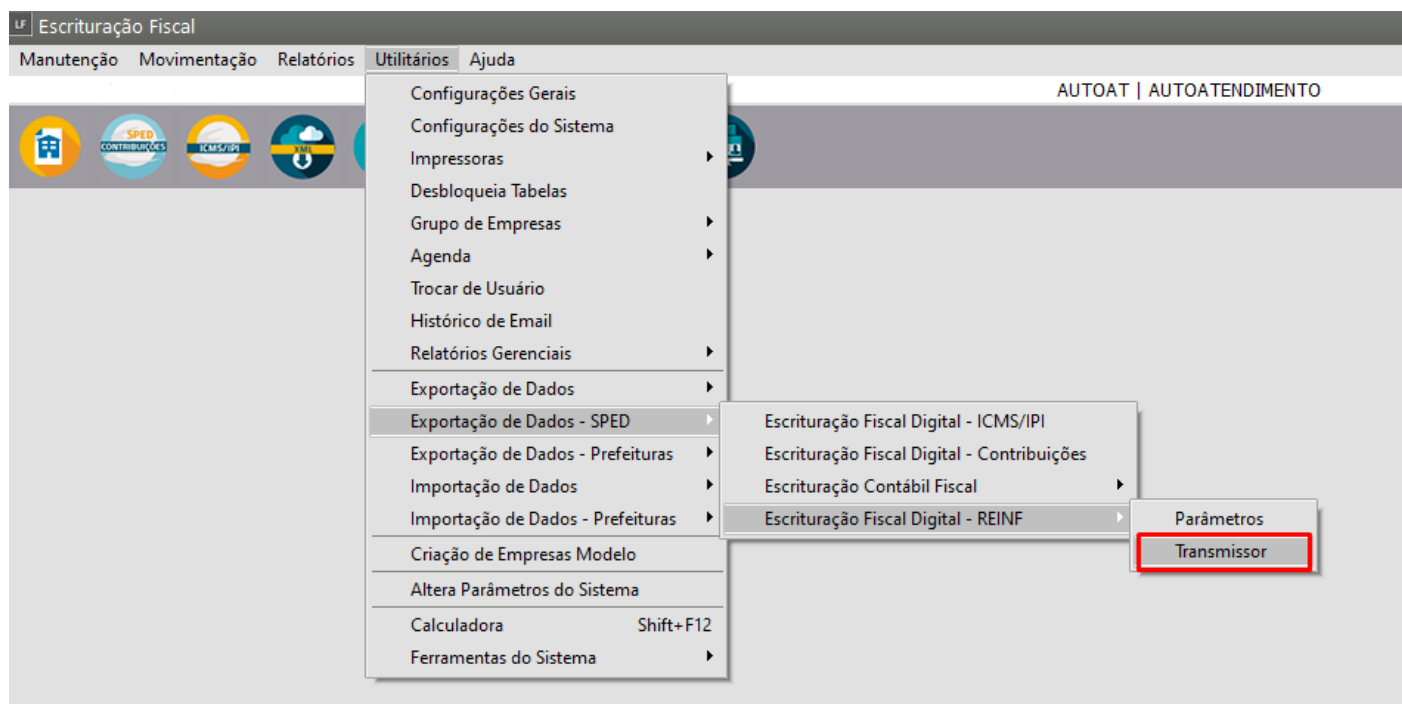 LF Escrituração Fiscal
Manutenção Movimentação Relatórios Utilitários Ajuda
AUTOAT | AUTOATENDIMENTO
SPED
CONTRIBUIÇÕES
ICMS/IPI
XML
Configurações Gerais
Configurações do Sistema
Impressoras
Desbloqueia Tabelas
Grupo de Empresas
Agenda
Trocar de Usuário
Histórico de Email
Relatórios Gerenciais
Exportação de Dados
Exportação de Dados - SPED
Exportação de Dados - Prefeituras
Importação de Dados
Importação de Dados - Prefeituras
Criação de Empresas Modelo
Altera Parâmetros do Sistema
Calculadora Shift+F12
Ferramentas do Sistema
Escrituração Fiscal Digital - ICMS/IPI
Escrituração Fiscal Digital - Contribuições
Escrituração Contábil Fiscal
Escrituração Fiscal Digital - REINF
Parâmetros
Transmissor